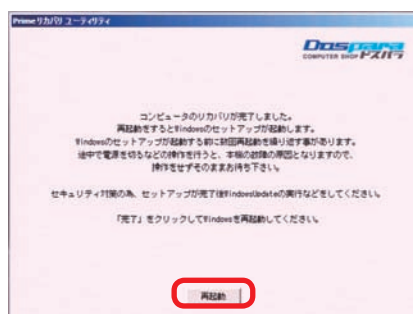 Prime リカバリ ユーティリティ
Dospara
COMPUTER SHOP ドスパラ
コンピュータのリカバリが完了しました。
再起動をするとWindowsのセットアップが起動します。
Windowsのセットアップが起動する前に数回再起動を繰り返す事があります。
途中で電源を切るなどの操作を行うと、本機の故障の原因となりますので、
操作をせずそのままお待ち下さい。
セキュリティ対策の為、セットアップが完了後WindowsUpdateの実行などをしてください。
「完了」をクリックしてWindowsを再起動してください。
再起動